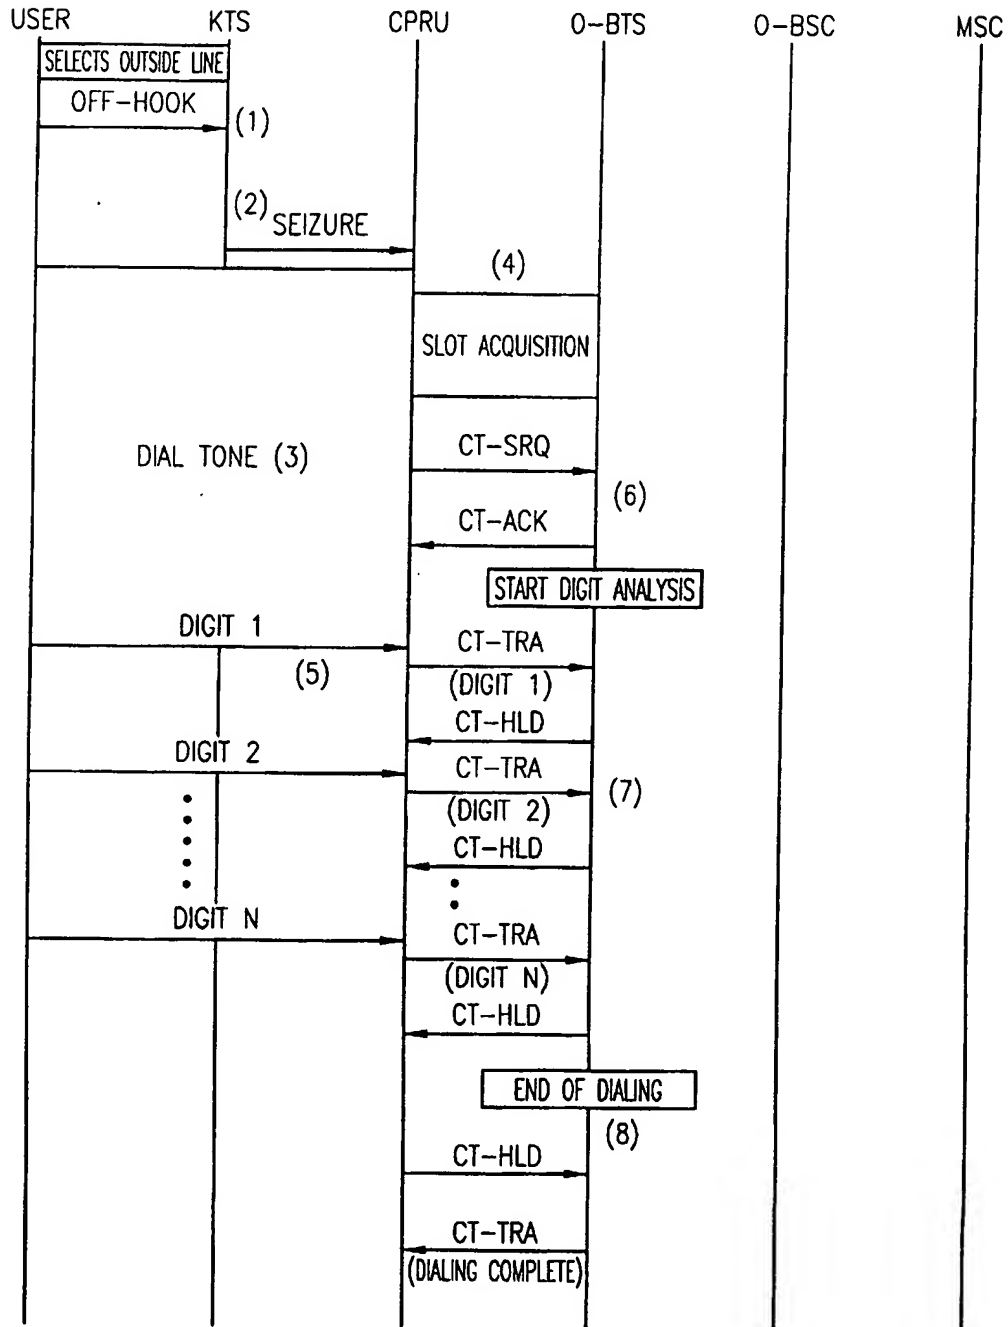 USER KTS CPRU O-BTS O-BSC MSC
SELECTS OUTSIDE LINE
OFF-HOOK
(1)
(2)
SEIZURE
(4)
SLOT ACQUISITION
DIAL TONE (3)
CT-SRQ
(6)
CT-ACK
START DIGIT ANALYSIS
DIGIT 1
CT-TRA
(5)
(DIGIT 1)
CT-HLD
DIGIT 2
CT-TRA
(7)
(DIGIT 2)
CT-HLD
DIGIT N
CT-TRA
(DIGIT N)
CT-HLD
END OF DIALING
(8)
CT-HLD
CT-TRA
(DIALING COMPLETE)